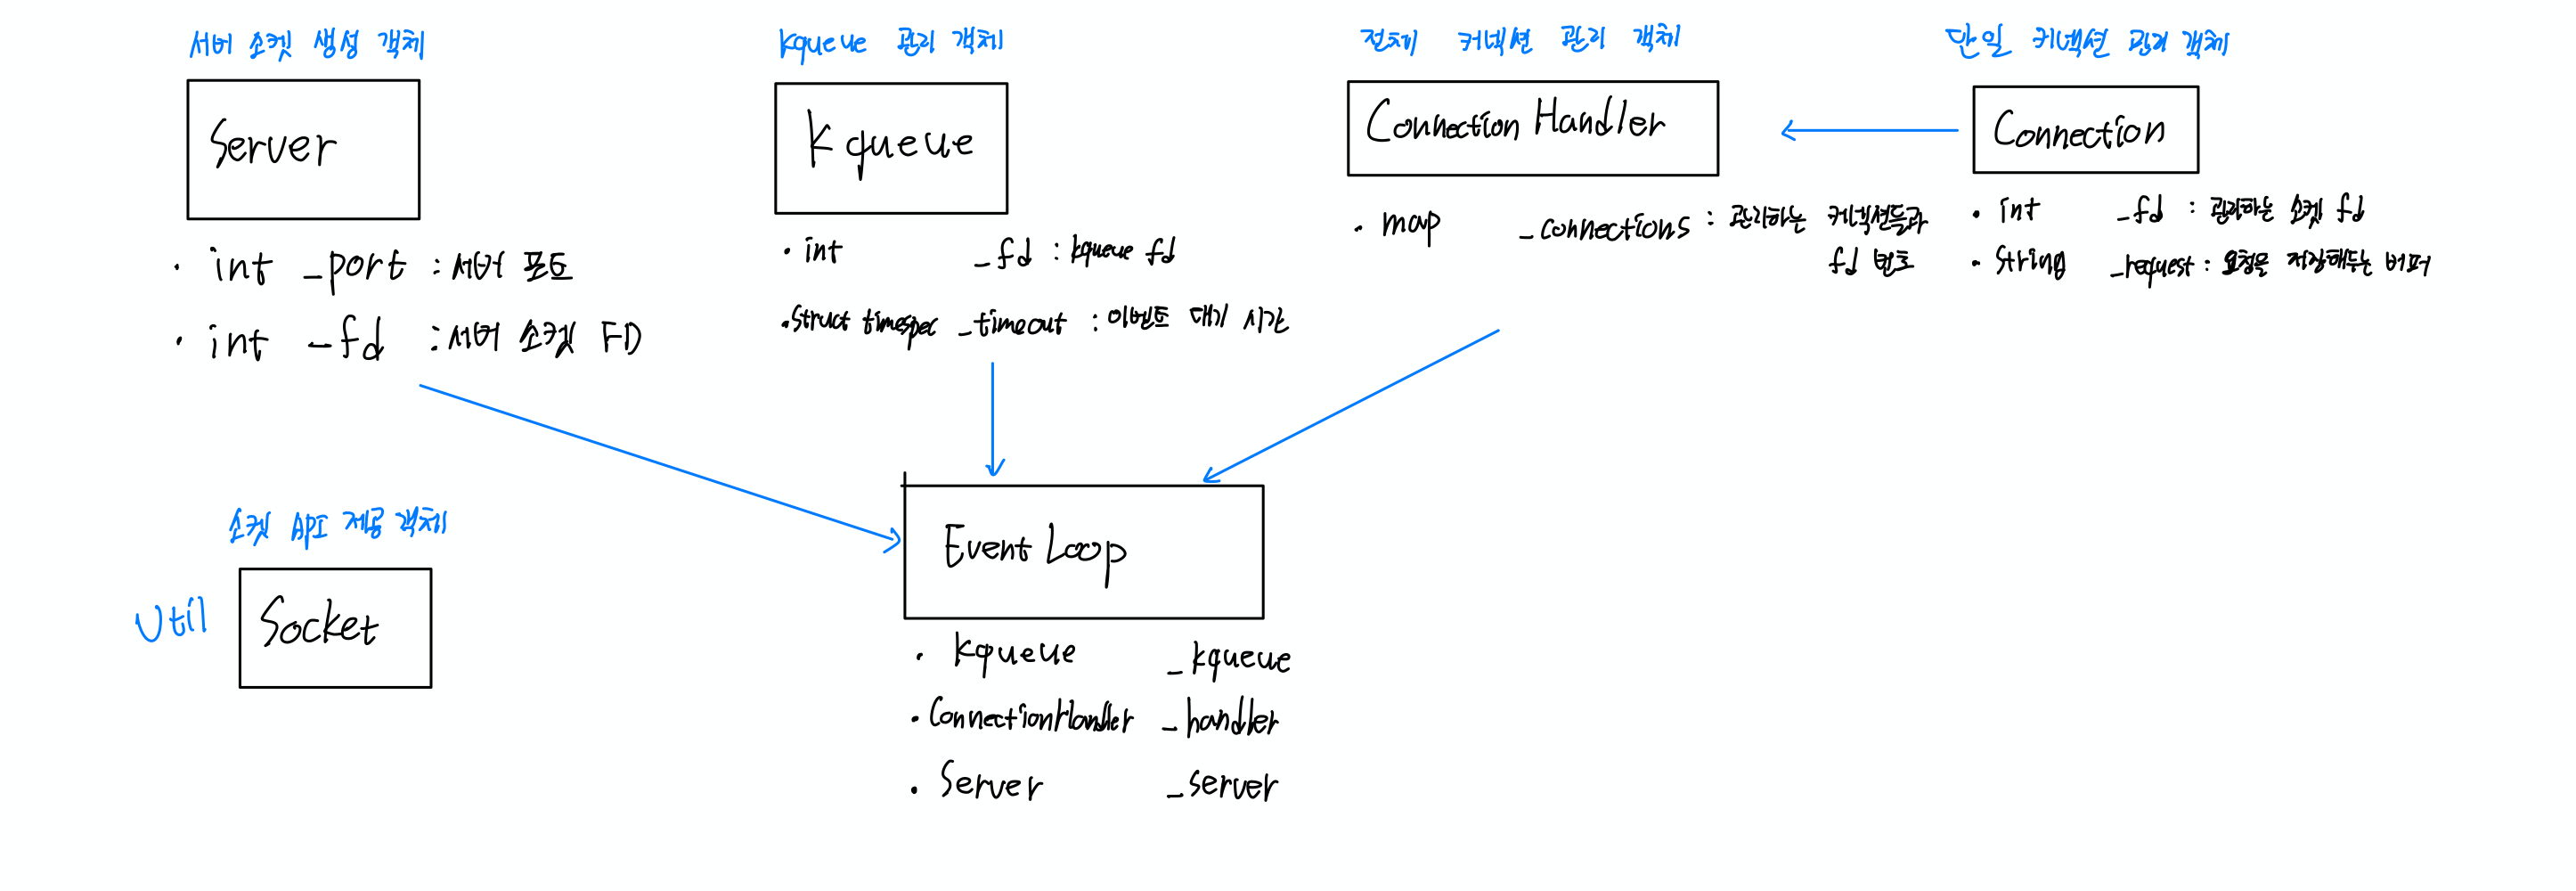 서버 소켓 생성 객체
Server
· int _port : 서버 포트
· int _fd : 서버 소켓 FD
kqueue 관리 객체
Kqueue
· int _fd : kqueue fd
· struct timespec _timeout : 이벤트 대기 시간
전체 커넥션 관리 객체
Connection Handler
· map _connections : 관리하는 커넥션들과
fd 번호
단일 커넥션 관리 객체
Connection
· int _fd : 관리하는 소켓 fd
· String _request : 요청을 저장해두는 버퍼
소켓 API 제공 객체
Util
Socket
Event Loop
· Kqueue _kqueue
· ConnectionHandler _handler
· Server _server